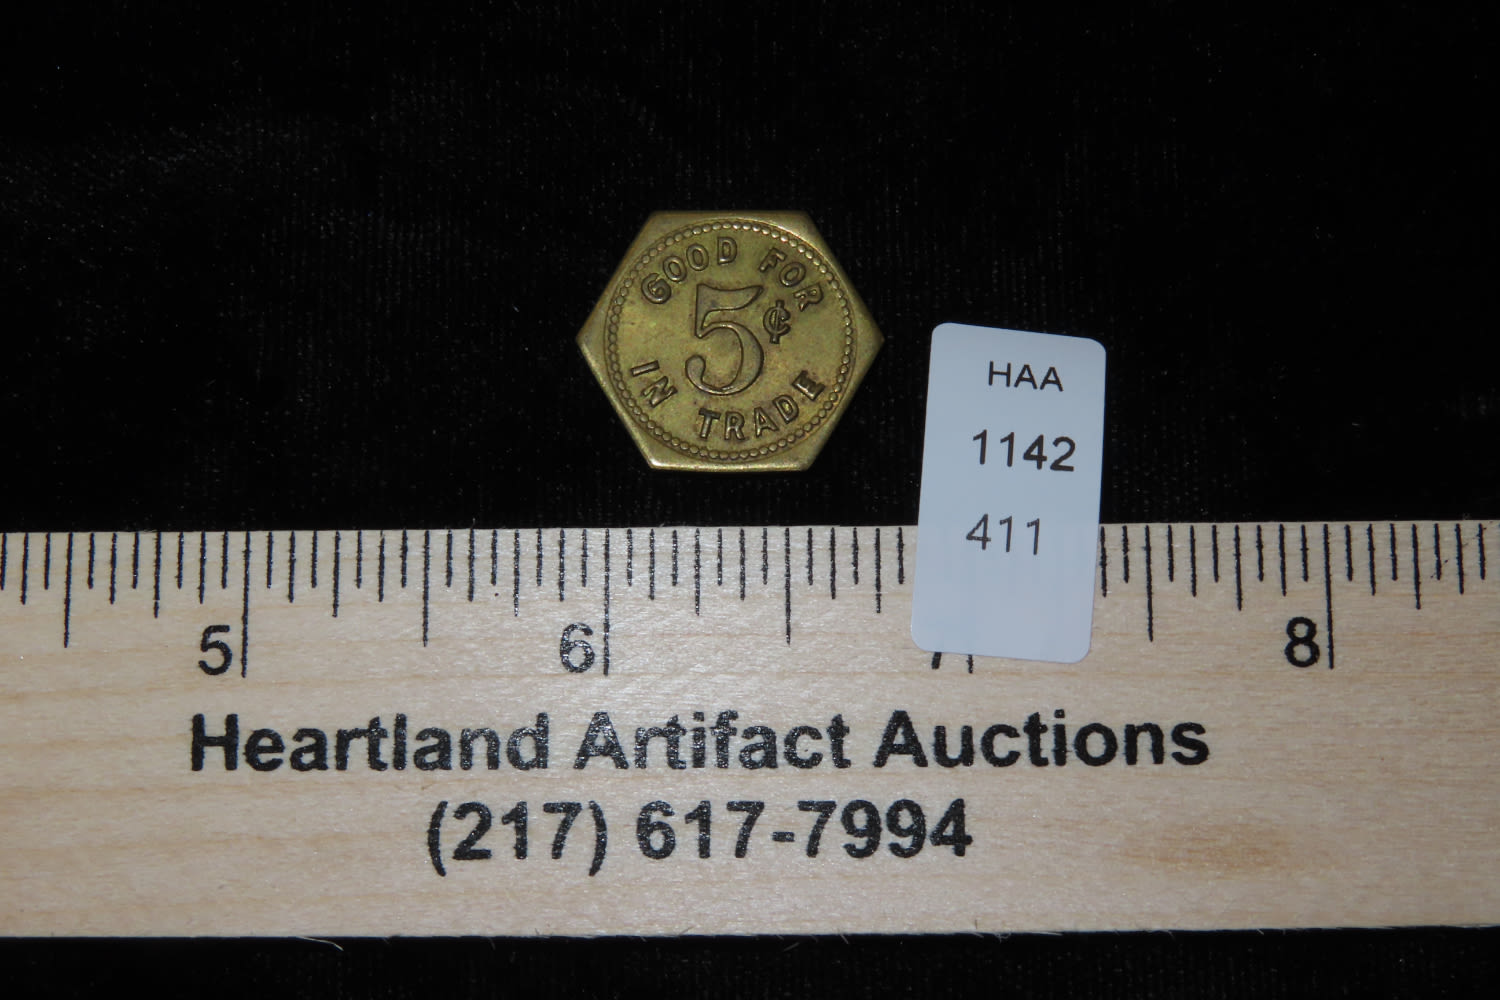 GOOD FOR
5¢
IN TRADE
HAA
1142
411
5 6 7 8
Heartland Artifact Auctions
(217) 617-7994